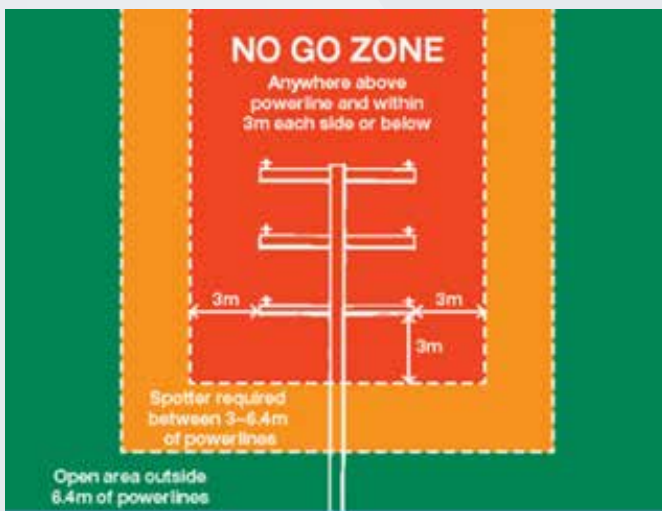 NO GO ZONE
Anywhere above
powerline and within
3m each side or below
3m
3m
3m
Spotter required
between 3–6.4m
of powerlines
Open area outside
6.4m of powerlines